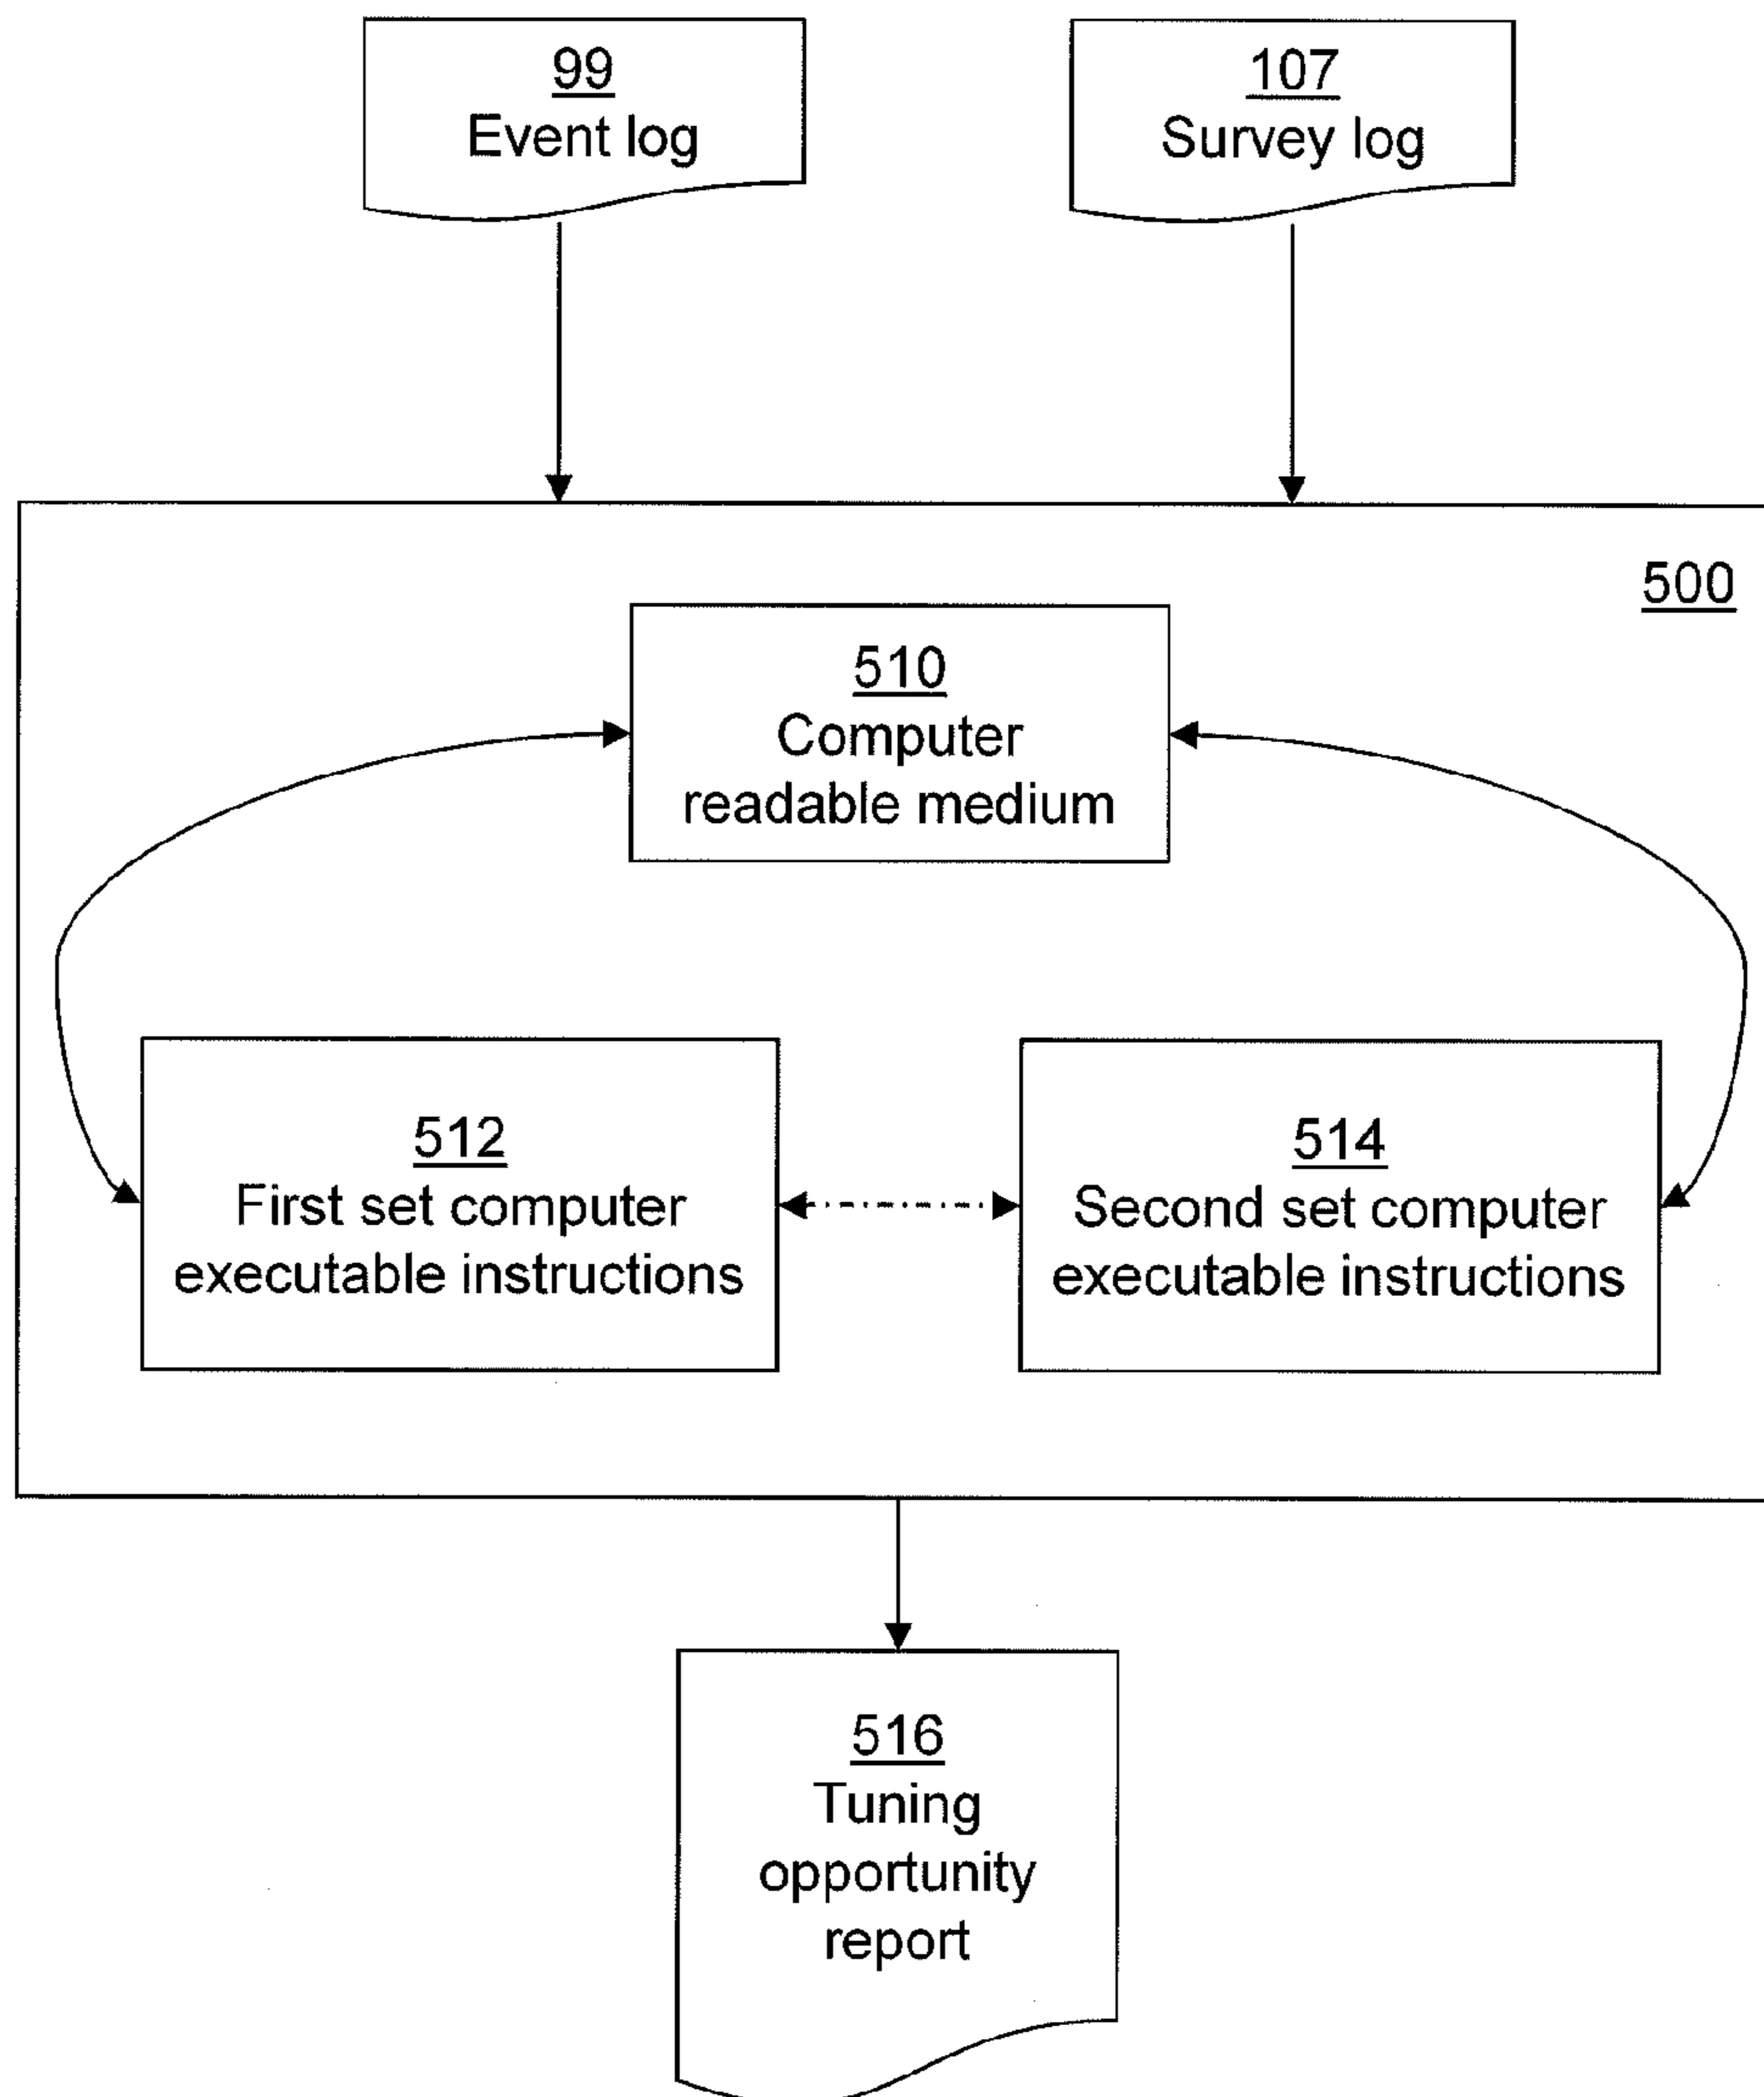 99
Event log
107
Survey log
500
510
Computer
readable medium
512
First set computer
executable instructions
514
Second set computer
executable instructions
516
Tuning
opportunity
report